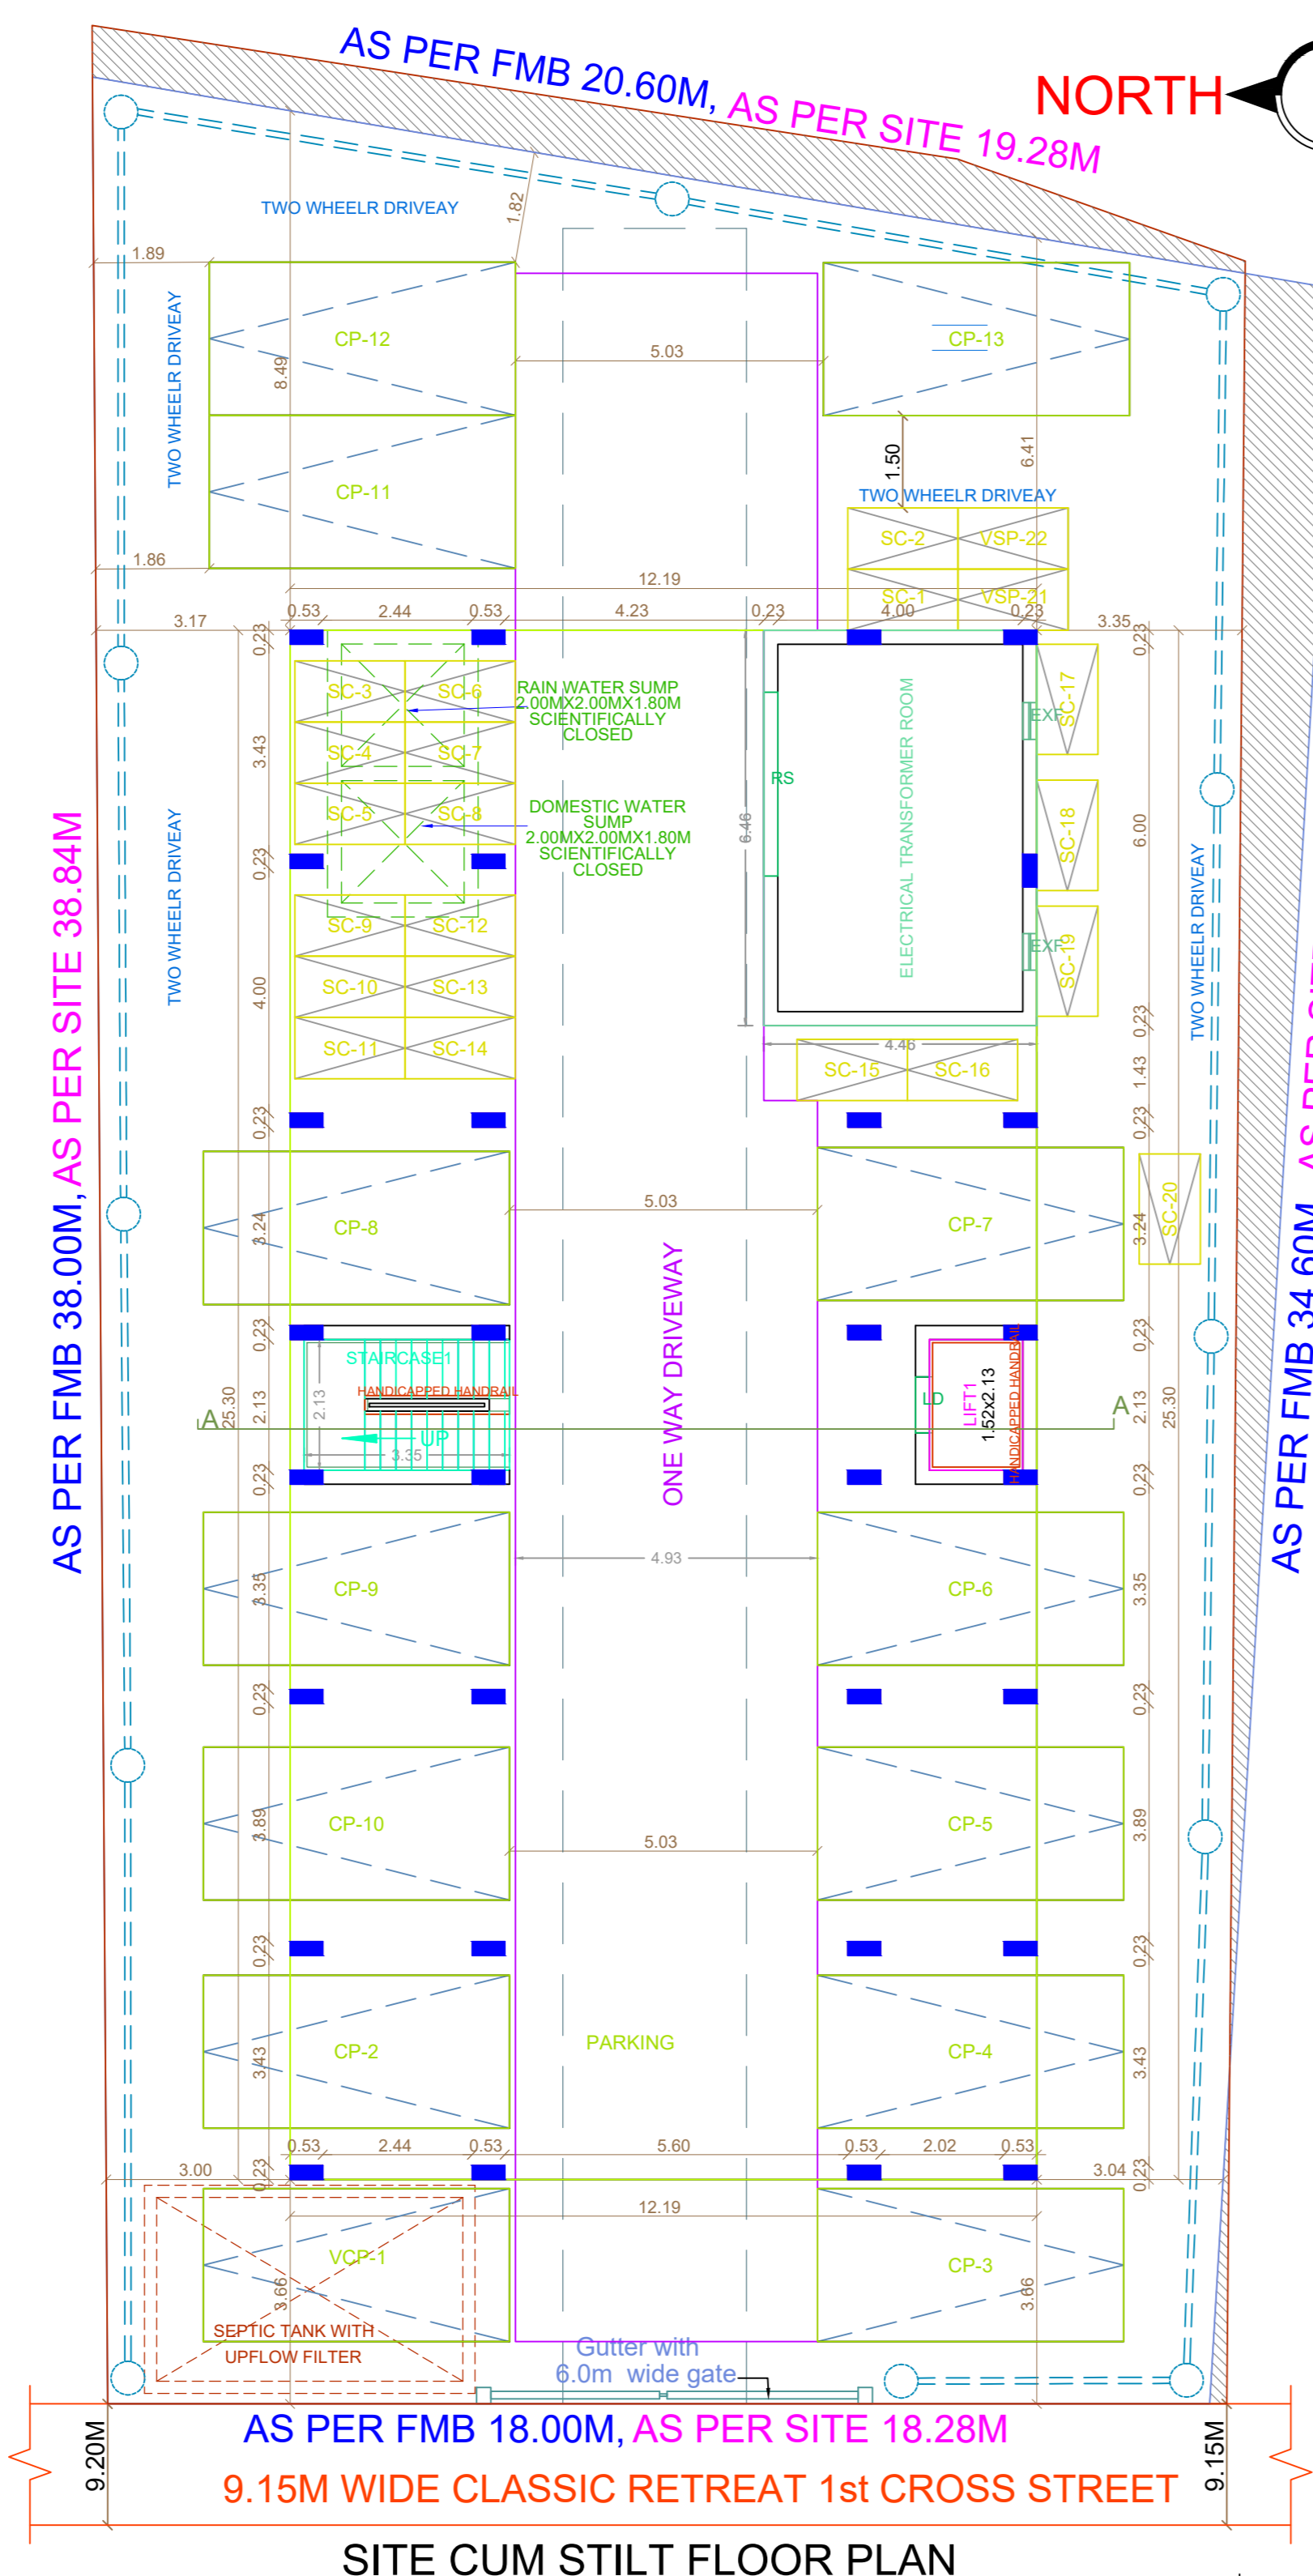 AS PER FMB 20.60M, AS PER SITE 19.28M
NORTH
TWO WHEELR DRIVEAY
1.82
1.89
TWO WHEELR DRIVEAY
CP-12
CP-13
5.03
8.49
6.41
1.50
CP-11
TWO WHEELR DRIVEAY
SC-2
VSP-22
1.86
12.19
SC-1
VSP-21
3.17
0.53
2.44
0.53
4.23
0.23
4.00
0.23
3.35
0.23
0.23
SC-3
SC-6
RAIN WATER SUMP
2.00MX2.00MX1.80M
SCIENTIFICALLY
CLOSED
ELECTRICAL TRANSFORMER ROOM
EXF
SC-17
3.43
SC-4
SC-7
RS
SC-5
SC-8
DOMESTIC WATER
SUMP
2.00MX2.00MX1.80M
SCIENTIFICALLY
CLOSED
6.46
SC-18
6.00
TWO WHEELR DRIVEAY
TWO WHEELR DRIVEAY
0.23
SC-9
SC-12
EXF
SC-19
4.00
SC-10
SC-13
0.23
SC-11
SC-14
4.46
SC-15
SC-16
1.43
0.23
0.23
AS PER FMB 38.00M, AS PER SITE 38.84M
CP-8
3.24
5.03
CP-7
3.24
SC-20
AS PER FMB 34.60M
ONE WAY DRIVEWAY
0.23
0.23
STAIRCASE1
HANDICAPPED HANDRAIL
2.13
UP
3.35
A
25.30
2.13
LD
LIFT1
1.52x2.13
HANDICAPPED HANDRAIL
A
2.13
25.30
0.23
0.23
4.93
CP-9
3.35
CP-6
3.35
0.23
0.23
CP-10
3.89
5.03
CP-5
3.89
0.23
0.23
PARKING
CP-2
3.43
CP-4
3.43
0.53
2.44
0.53
5.60
0.53
2.02
0.53
3.00
0.23
3.04
0.23
12.19
VCP-1
CP-3
3.66
3.66
SEPTIC TANK WITH
UPFLOW FILTER
Gutter with
6.0m wide gate
AS PER FMB 18.00M, AS PER SITE 18.28M
9.20M
9.15M
9.15M WIDE CLASSIC RETREAT 1st CROSS STREET
SITE CUM STILT FLOOR PLAN